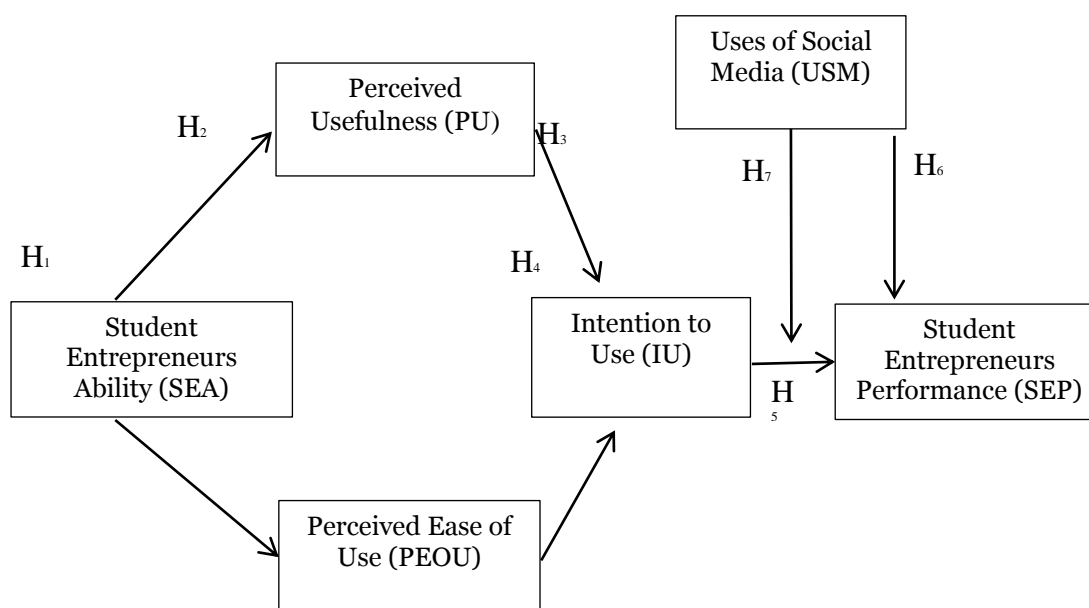 Uses of Social
Media (USM)
Perceived
Usefulness (PU)
H₂
H₃
H₇
H₆
H₁
H₄
Student
Entrepreneurs
Ability (SEA)
Intention to
Use (IU)
Student
Entrepreneurs
Performance (SEP)
H
5
Perceived Ease of
Use (PEOU)